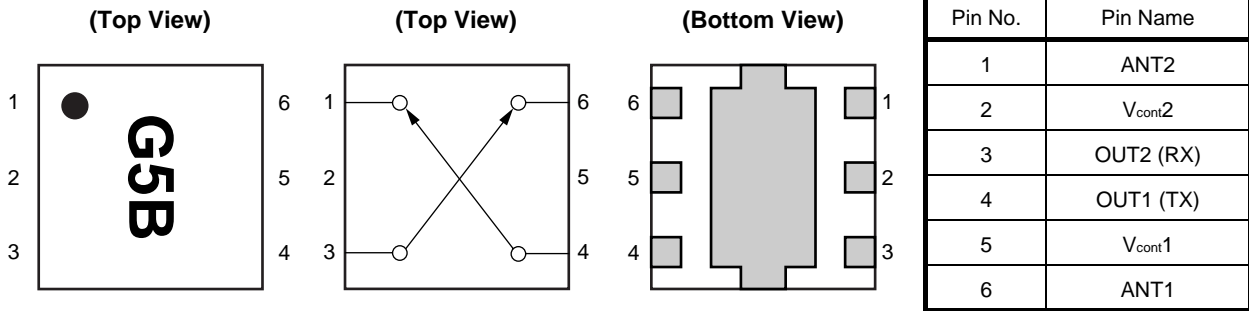 (Top View)
1
2
3
G5B
6
5
4
(Top View)
1
2
3
6
5
4
(Bottom View)
6
5
4
1
2
3
Pin No. Pin Name
1 ANT2
2 Vcont2
3 OUT2 (RX)
4 OUT1 (TX)
5 Vcont1
6 ANT1